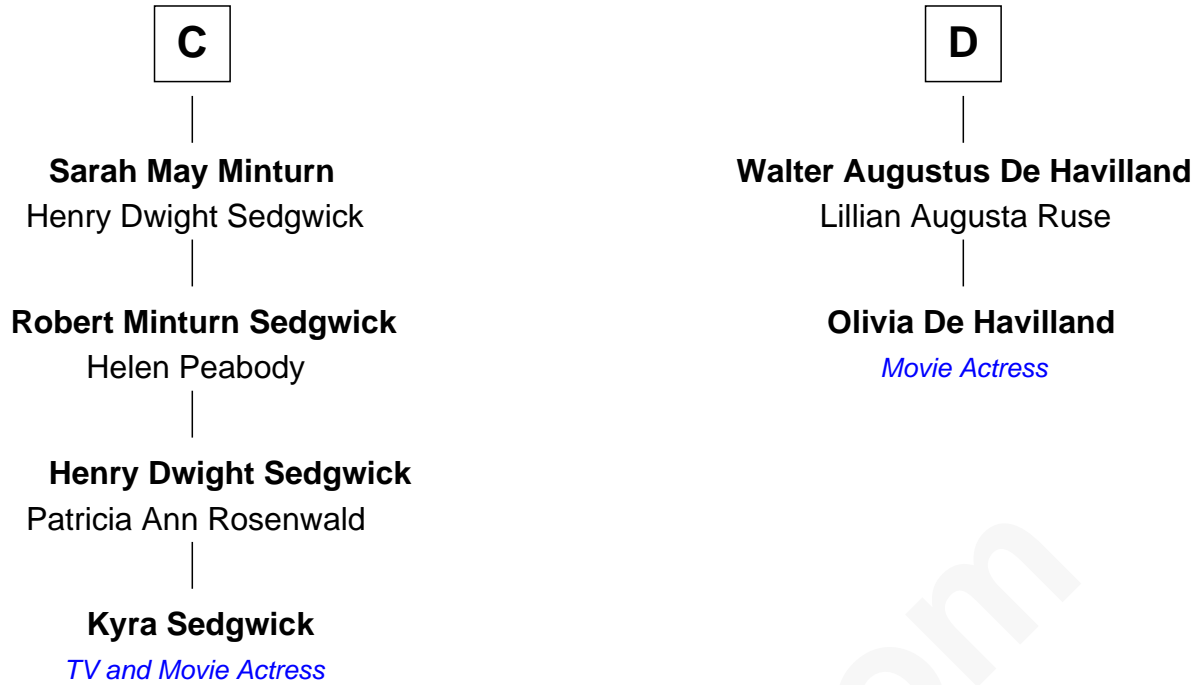 C
Sarah May Minturn
Henry Dwight Sedgwick
Robert Minturn Sedgwick
Helen Peabody
Henry Dwight Sedgwick
Patricia Ann Rosenwald
Kyra Sedgwick
TV and Movie Actress
D
Walter Augustus De Havilland
Lillian Augusta Ruse
Olivia De Havilland
Movie Actress
om